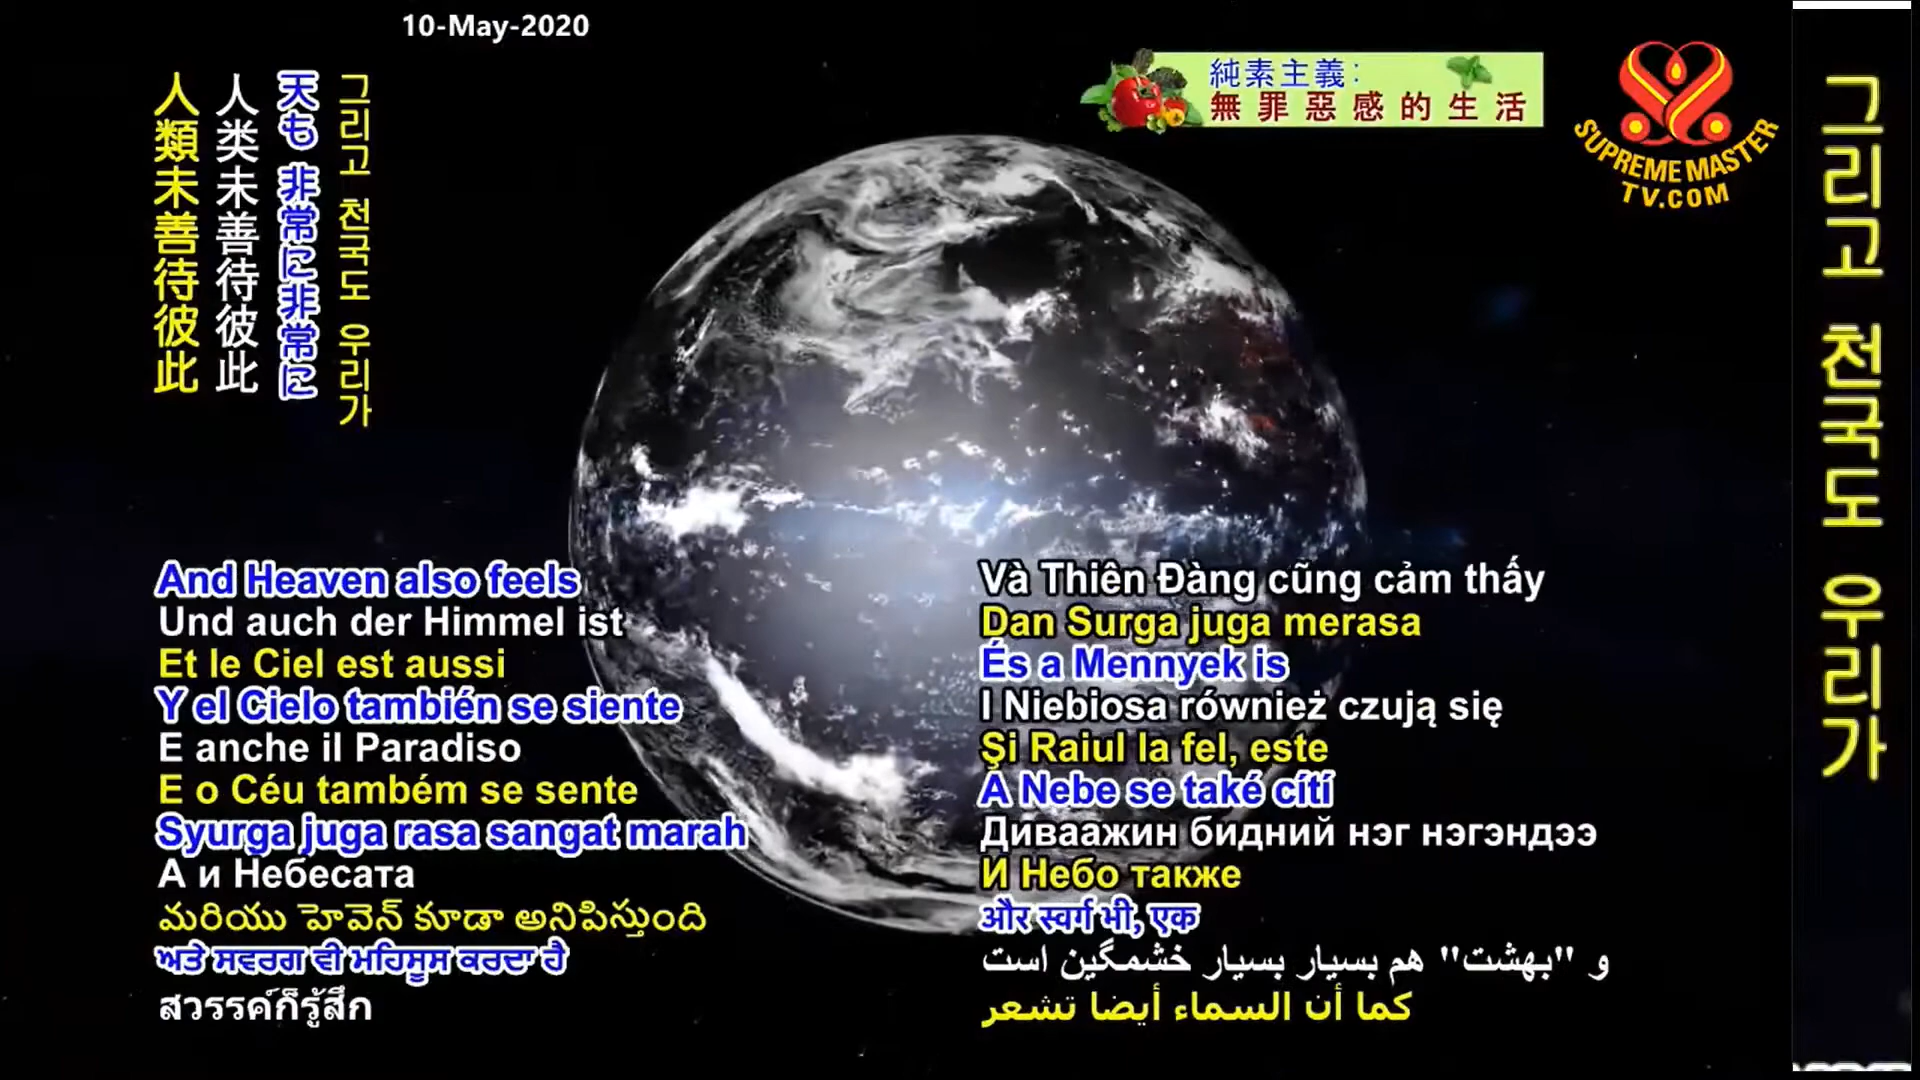 10-May-2020
純素主義:
無罪惡感的生活
SUPREME MASTER
TV.COM
그리고 천국도 우리가
天も 非常に非常に
人类未善待彼此
人類未善待彼此
And Heaven also feels
Und auch der Himmel ist
Et le Ciel est aussi
Y el Cielo también se siente
E anche il Paradiso
E o Céu também se sente
Syurga juga rasa sangat marah
А и Небесата
మరియు హెవెన్ కూడా అనిపిస్తుంది
ਅਤੇ ਸਵਰਗ ਵੀ ਮਹਿਸੂਸ ਕਰਦਾ ਹੈ
สวรรค์ก็รู้สึก
Và Thiên Đàng cũng cảm thấy
Dan Surga juga merasa
És a Mennyek is
I Niebiosa również czują się
Şi Raiul la fel, este
A Nebe se také cítí
Диваажин бидний нэг нэгэндээ
И Небо также
और स्वर्ग भी, एक
و "بهشت" هم بسیار بسیار خشمگین است
كما أن السماء أيضا تشعر
그리고 천국도 우리가